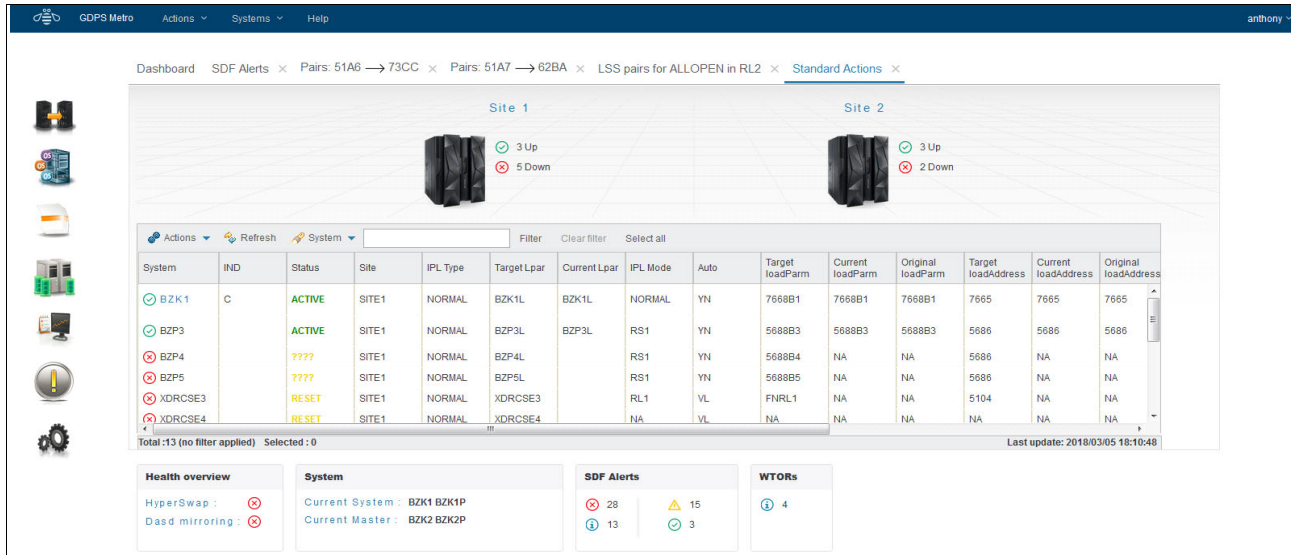 GDPS Metro Actions Systems Help anthony
Dashboard SDF Alerts × Pairs: 51A6 ⟶ 73CC × Pairs: 51A7 ⟶ 62BA × LSS pairs for ALLOPEN in RL2 × Standard Actions ×
Site 1 Site 2
3 Up 3 Up
5 Down 2 Down
Actions Refresh System Filter Clear filter Select all
System IND Status Site IPL Type Target Lpar Current Lpar IPL Mode Auto Target loadParm Current loadParm Original loadParm Target loadAddress Current loadAddress Original loadAddress
BZK1 C ACTIVE SITE1 NORMAL BZK1L BZK1L NORMAL YN 7668B1 7668B1 7668B1 7665 7665 7665
BZP3 ACTIVE SITE1 NORMAL BZP3L BZP3L RS1 YN 5688B3 5688B3 5688B3 5686 5686 5686
BZP4 ???? SITE1 NORMAL BZP4L RS1 YN 5688B4 NA NA 5686 NA NA
BZP5 ???? SITE1 NORMAL BZP5L RS1 YN 5688B5 NA NA 5686 NA NA
XDRCSE3 RESET SITE1 NORMAL XDRCSE3 RL1 VL FNRL1 NA NA 5104 NA NA
XDRCSE4 RESET SITE1 NORMAL XDRCSE4 NA VL NA NA NA NA NA NA
Total :13 (no filter applied) Selected : 0 Last update: 2018/03/05 18:10:48
Health overview System SDF Alerts WTORs
HyperSwap : Current System : BZK1 BZK1P 28 15 4
Dasd mirroring : Current Master : BZK2 BZK2P 13 3